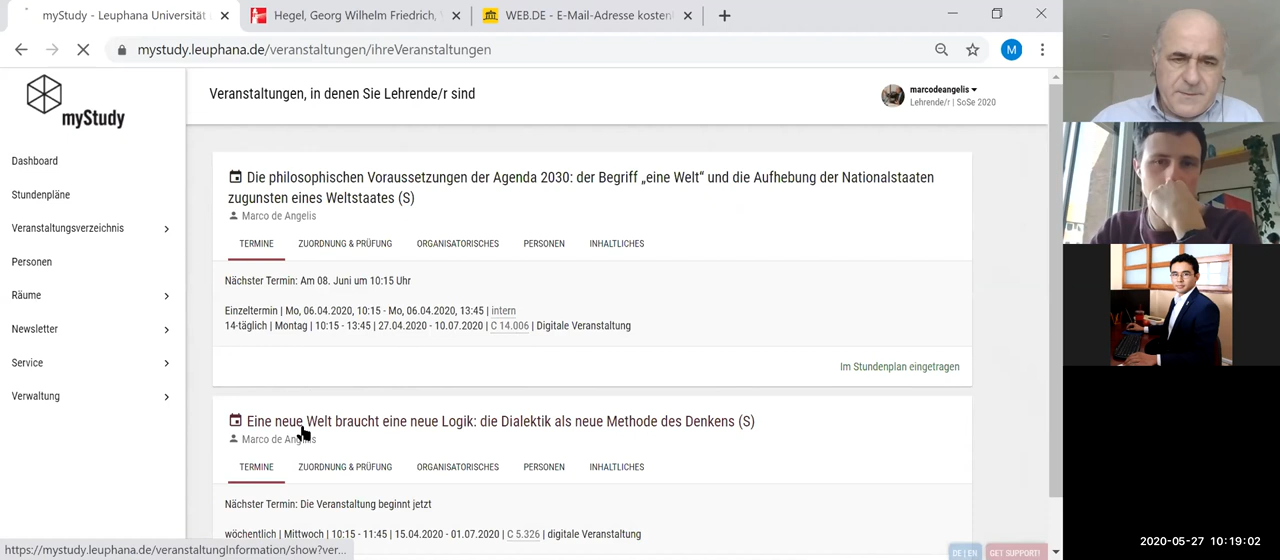 myStudy – Leuphana Universität
Hegel, Georg Wilhelm Friedrich,
WEB.DE - E-Mail-Adresse kosten
mystudy.leuphana.de/veranstaltungen/ihreVeranstaltungen
M
myStudy
Veranstaltungen, in denen Sie Lehrende/r sind
marcodeangelis
Lehrende/r | SoSe 2020
Dashboard
Stundenpläne
Veranstaltungsverzeichnis
Personen
Räume
Newsletter
Service
Verwaltung
Die philosophischen Voraussetzungen der Agenda 2030: der Begriff „eine Welt“ und die Aufhebung der Nationalstaaten
zugunsten eines Weltstaates (S)
Marco de Angelis
TERMINE ZUORDNUNG & PRÜFUNG ORGANISATORISCHES PERSONEN INHALTLICHES
Nächster Termin: Am 08. Juni um 10:15 Uhr
Einzeltermin | Mo, 06.04.2020, 10:15 - Mo, 06.04.2020, 13:45 | intern
14-täglich | Montag | 10:15 - 13:45 | 27.04.2020 - 10.07.2020 | C 14.006 | Digitale Veranstaltung
Im Stundenplan eingetragen
Eine neue Welt braucht eine neue Logik: die Dialektik als neue Methode des Denkens (S)
Marco de Angelis
TERMINE ZUORDNUNG & PRÜFUNG ORGANISATORISCHES PERSONEN INHALTLICHES
Nächster Termin: Die Veranstaltung beginnt jetzt
wöchentlich | Mittwoch | 10:15 - 11:45 | 15.04.2020 - 01.07.2020 | C 5.326 | digitale Veranstaltung
https://mystudy.leuphana.de/veranstaltungInformation/show?ver...
DE | EN
GET SUPPORT!
2020-05-27 10:19:02